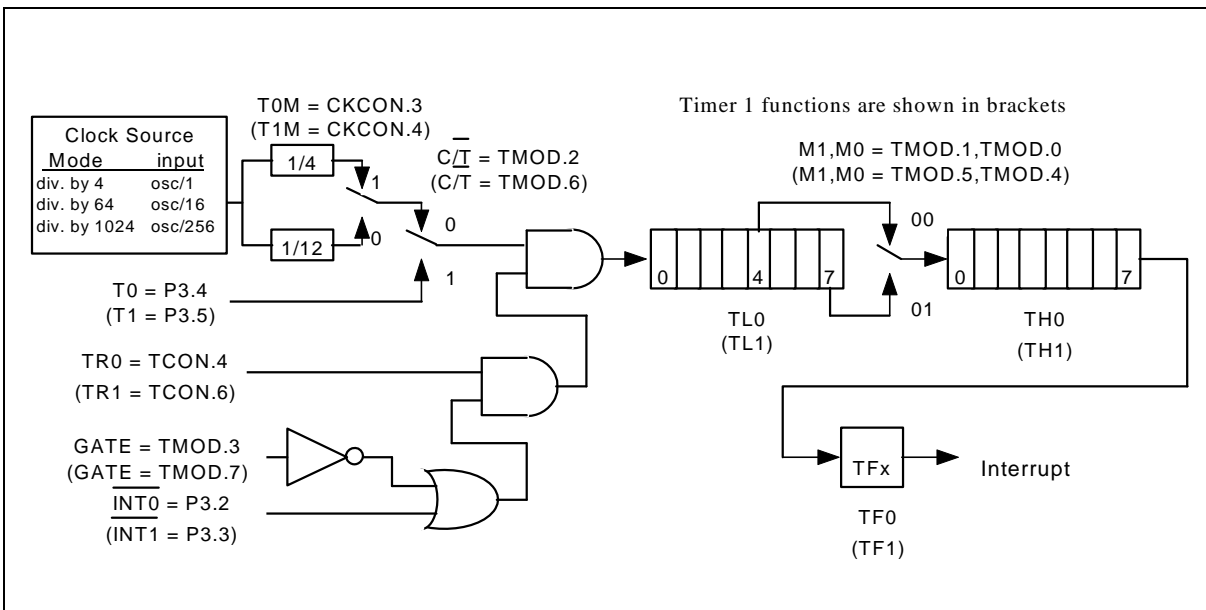 T0M = CKCON.3
(T1M = CKCON.4)
Timer 1 functions are shown in brackets
Clock Source
Mode input
div. by 4 osc/1
div. by 64 osc/16
div. by 1024 osc/256
1/4
1/12
1
0
C/T = TMOD.2
(C/T = TMOD.6)
0
1
M1,M0 = TMOD.1,TMOD.0
(M1,M0 = TMOD.5,TMOD.4)
T0 = P3.4
(T1 = P3.5)
0
4
7
TL0
(TL1)
00
01
0
7
TH0
(TH1)
TR0 = TCON.4
(TR1 = TCON.6)
GATE = TMOD.3
(GATE = TMOD.7)
INT0 = P3.2
(INT1 = P3.3)
TFx
Interrupt
TF0
(TF1)